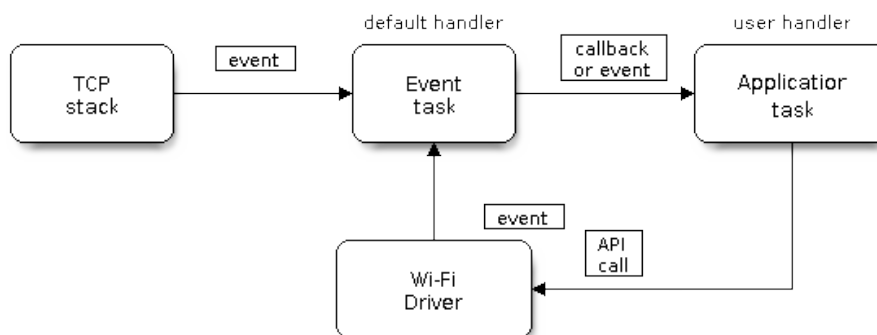 default handler
user handler
event
callback
or event
TCP
stack
Event
task
Application
task
event
API
call
Wi-Fi
Driver